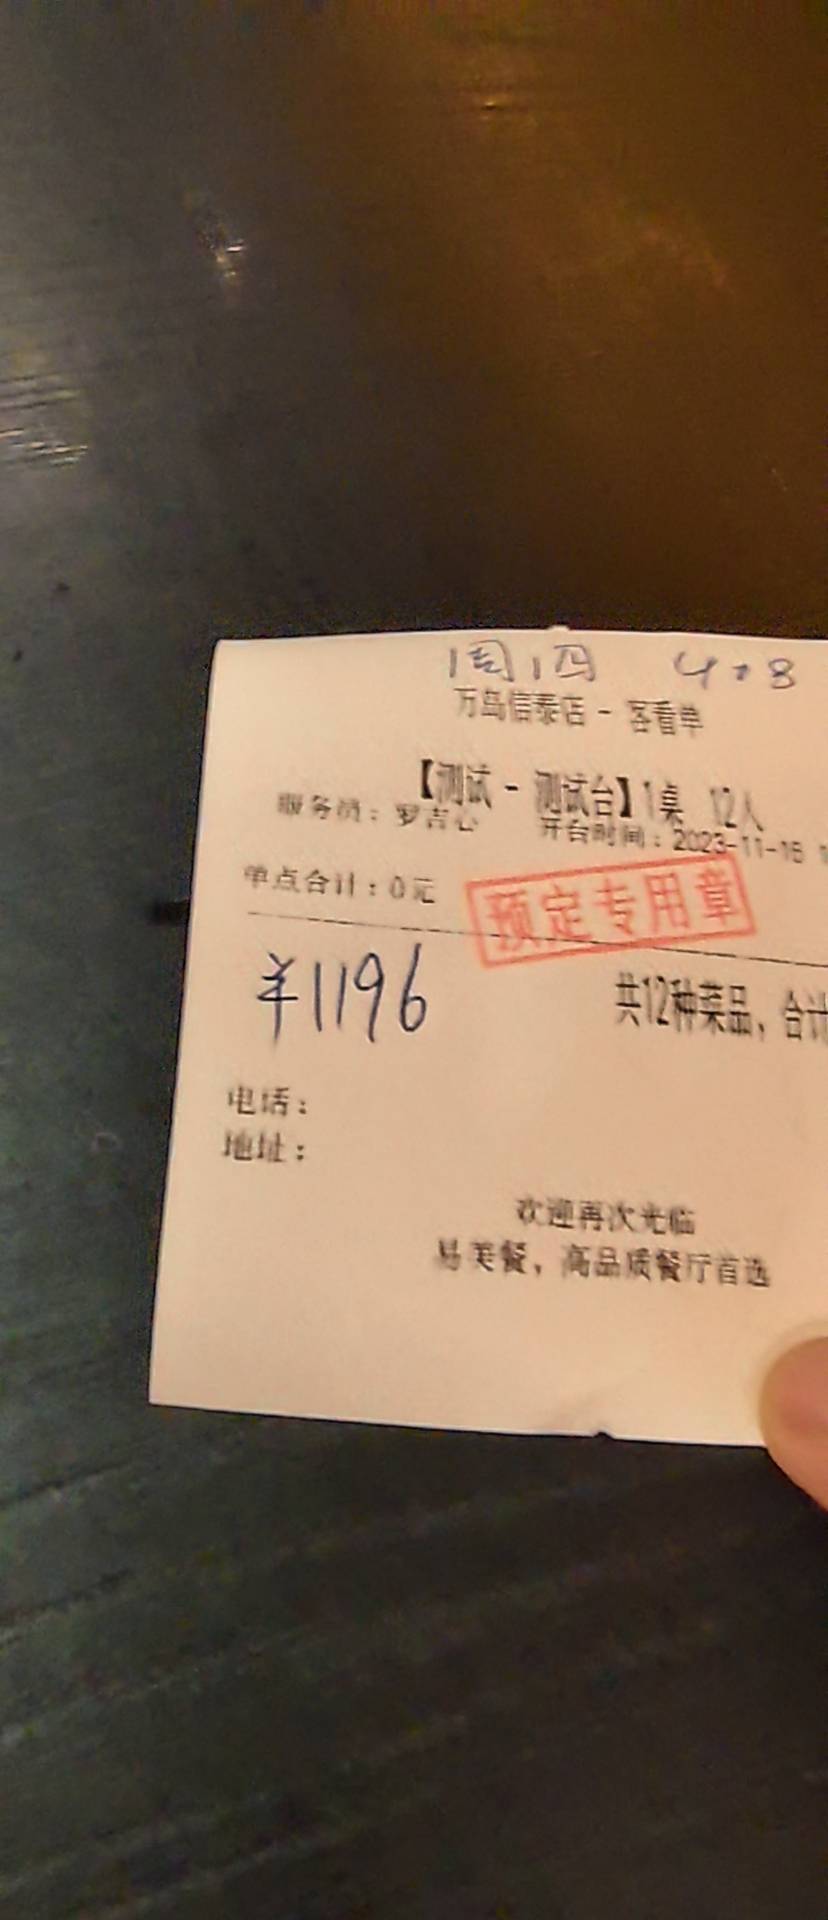 周四 4+8
万岛信泰店 - 客看单
【测试 - 测试台】1桌 12人
服务员：罗吉心 开台时间：2023-11-15
单点合计：0元
预定专用章
¥1196 共12种菜品，合计
电话：
地址：
欢迎再次光临
易美餐，高品质餐厅首选